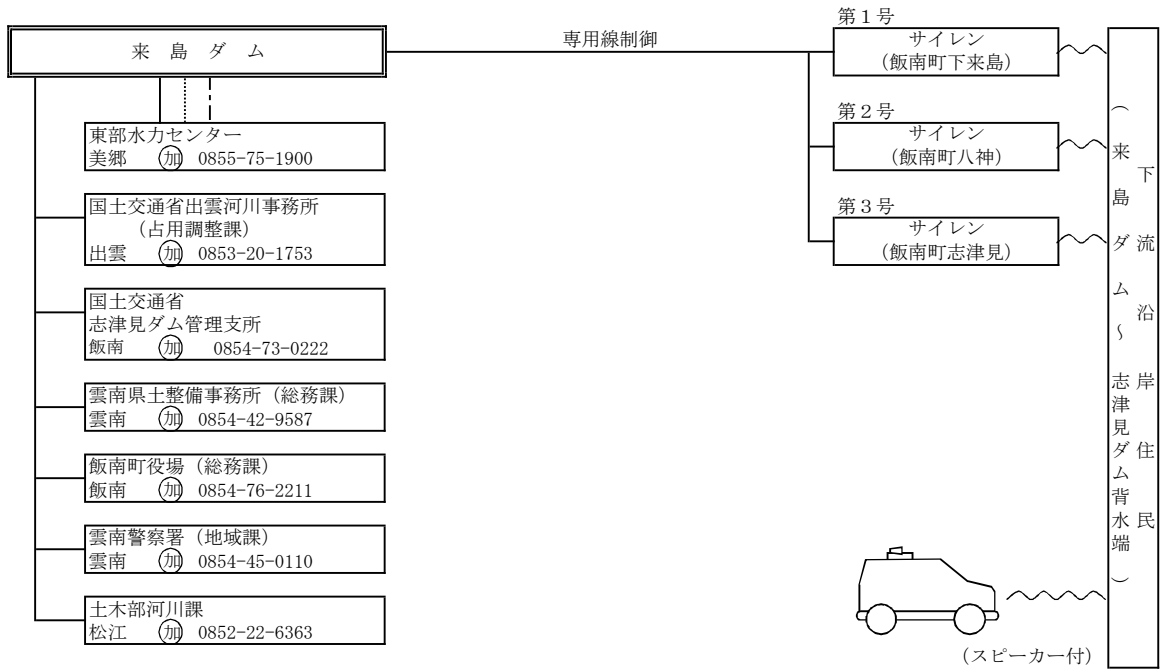 来島ダム
専用線制御
第1号
サイレン
(飯南町下来島)
第2号
サイレン
(飯南町八神)
第3号
サイレン
(飯南町志津見)
東部水力センター
美郷 加 0855-75-1900
国土交通省出雲河川事務所
(占用調整課)
出雲 加 0853-20-1753
国土交通省
志津見ダム管理支所
飯南 加 0854-73-0222
雲南県土整備事務所(総務課)
雲南 加 0854-42-9587
飯南町役場(総務課)
飯南 加 0854-76-2211
雲南警察署(地域課)
雲南 加 0854-45-0110
土木部河川課
松江 加 0852-22-6363
下流沿岸住民
(来島ダム~志津見ダム背水端)
(スピーカー付)